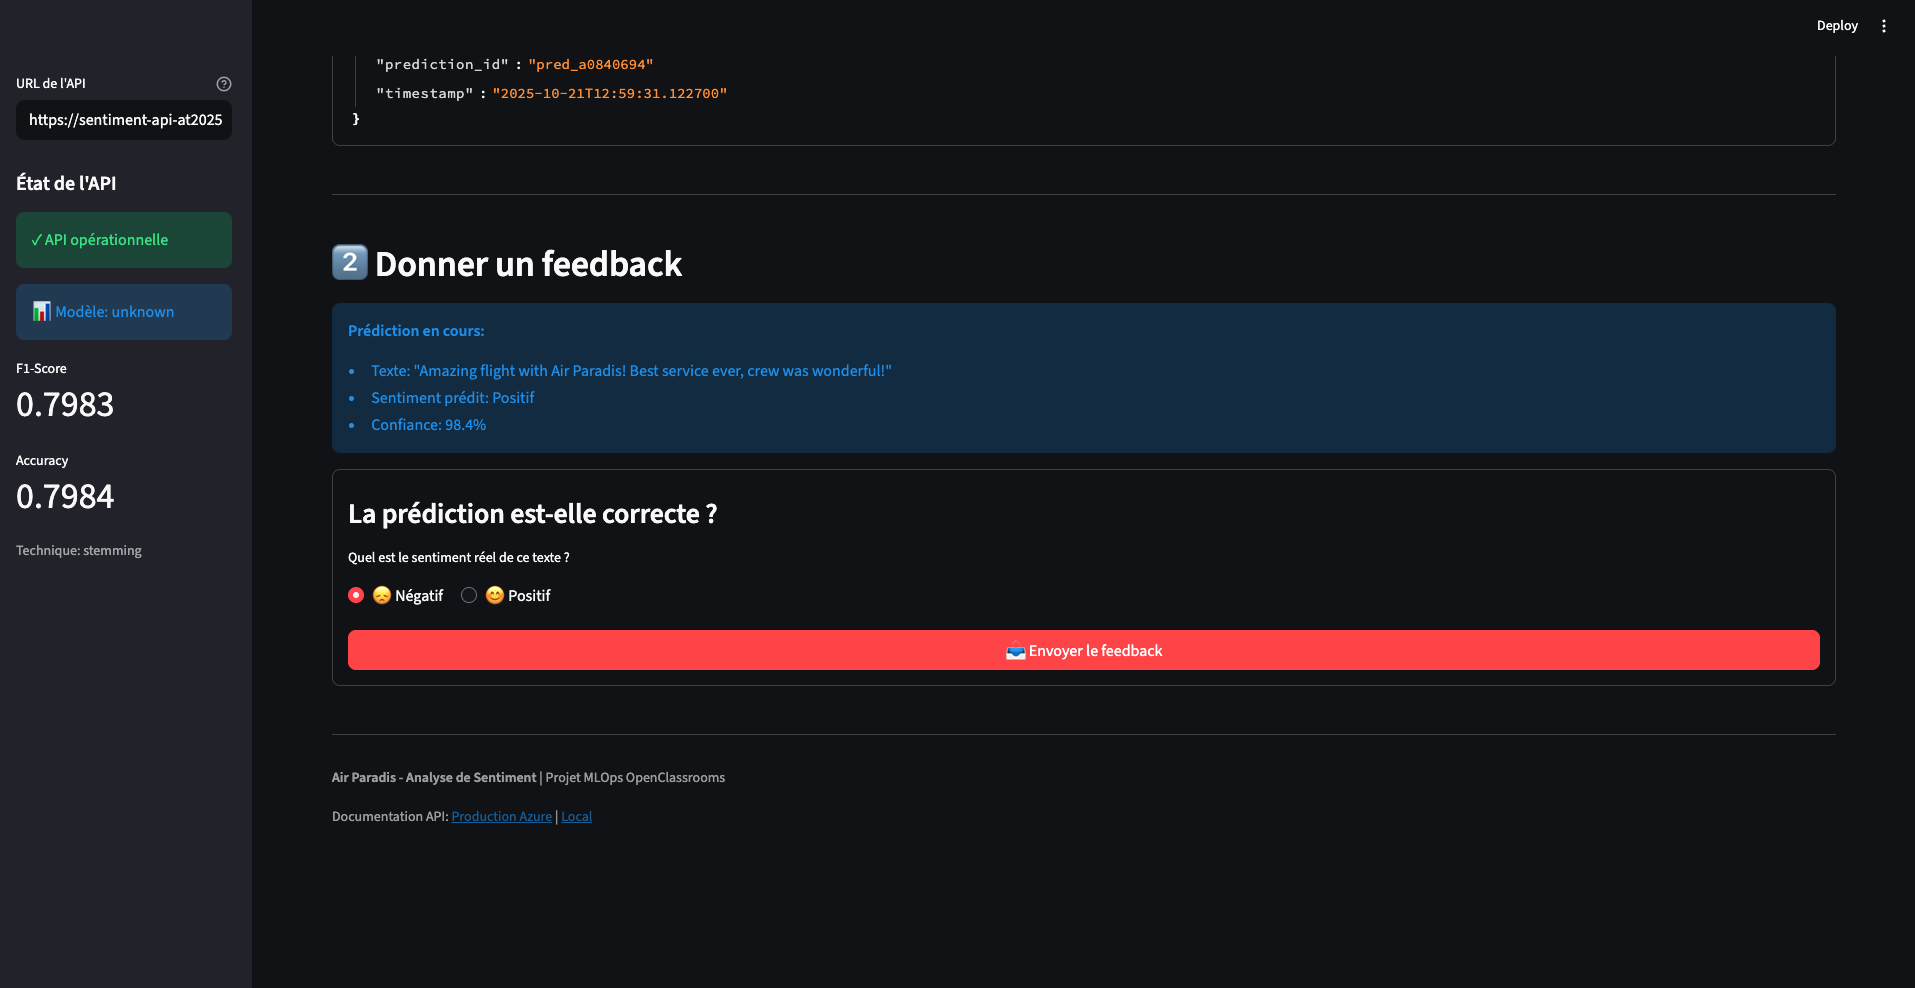 Deploy
URL de l'API
https://sentiment-api-at2025
État de l'API
✓ API opérationnelle
📊 Modèle: unknown
F1-Score
0.7983
Accuracy
0.7984
Technique: stemming
"prediction_id" : "pred_a0840694"
"timestamp" : "2025-10-21T12:59:31.122700"
}
2️⃣ Donner un feedback
Prédiction en cours:
• Texte: "Amazing flight with Air Paradis! Best service ever, crew was wonderful!"
• Sentiment prédit: Positif
• Confiance: 98.4%
La prédiction est-elle correcte ?
Quel est le sentiment réel de ce texte ?
😞 Négatif 😊 Positif
📤 Envoyer le feedback
Air Paradis - Analyse de Sentiment | Projet MLOps OpenClassrooms
Documentation API: Production Azure | Local